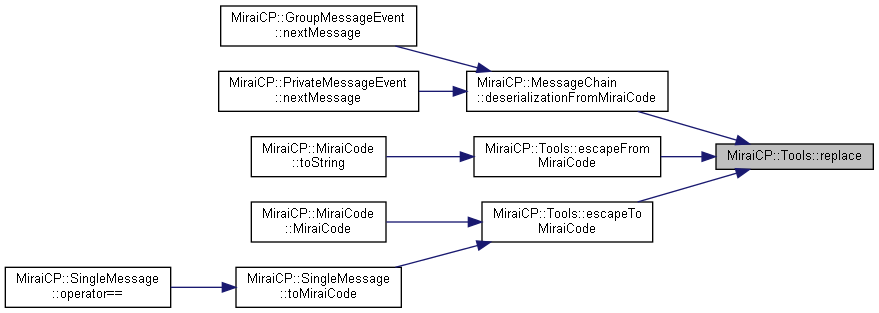 MiraiCP::GroupMessageEvent
::nextMessage
MiraiCP::PrivateMessageEvent
::nextMessage
MiraiCP::MessageChain
::deserializationFromMiraiCode
MiraiCP::MiraiCode
::toString
MiraiCP::Tools::escapeFrom
MiraiCode
MiraiCP::Tools::replace
MiraiCP::MiraiCode
::MiraiCode
MiraiCP::Tools::escapeTo
MiraiCode
MiraiCP::SingleMessage
::operator==
MiraiCP::SingleMessage
::toMiraiCode